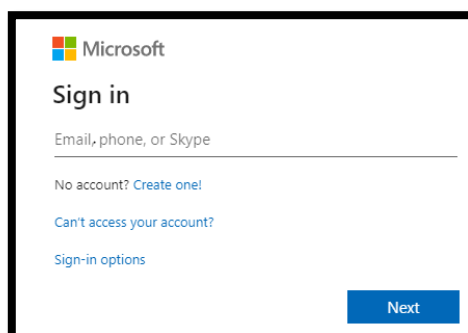 Microsoft
Sign in
Email, phone, or Skype
No account? Create one!
Can't access your account?
Sign-in options
Next